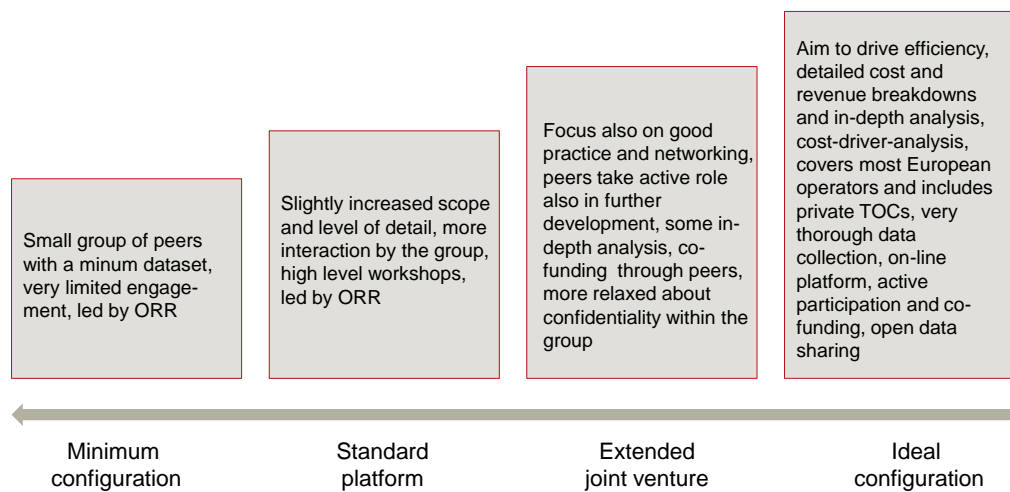 Small group of peers
with a minum dataset,
very limited engage-
ment, led by ORR
Slightly increased scope
and level of detail, more
interaction by the group,
high level workshops,
led by ORR
Focus also on good
practice and networking,
peers take active role
also in further
development, some in-
depth analysis, co-
funding through peers,
more relaxed about
confidentiality within the
group
Aim to drive efficiency,
detailed cost and
revenue breakdowns
and in-depth analysis,
cost-driver-analysis,
covers most European
operators and includes
private TOCs, very
thorough data
collection, on-line
platform, active
participation and co-
funding, open data
sharing
Minimum
configuration
Standard
platform
Extended
joint venture
Ideal
configuration